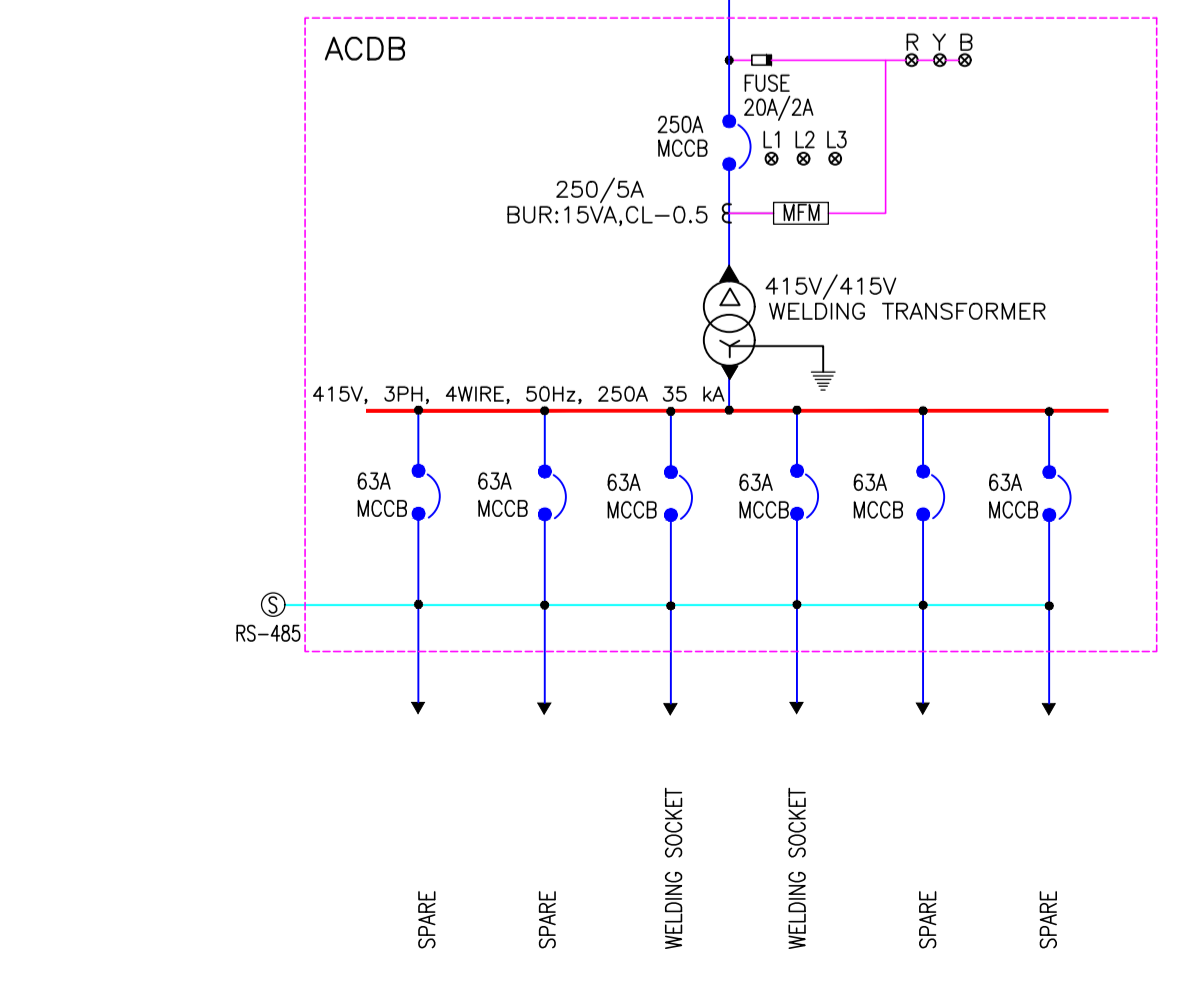 ACDB
R Y B
FUSE
20A/2A
250A
MCCB
L1 L2 L3
250/5A
BUR:15VA,CL-0.5
MFM
415V/415V
WELDING TRANSFORMER
415V, 3PH, 4WIRE, 50Hz, 250A 35 kA
63A
MCCB
63A
MCCB
63A
MCCB
63A
MCCB
63A
MCCB
63A
MCCB
S
RS-485
SPARE
SPARE
WELDING SOCKET
WELDING SOCKET
SPARE
SPARE